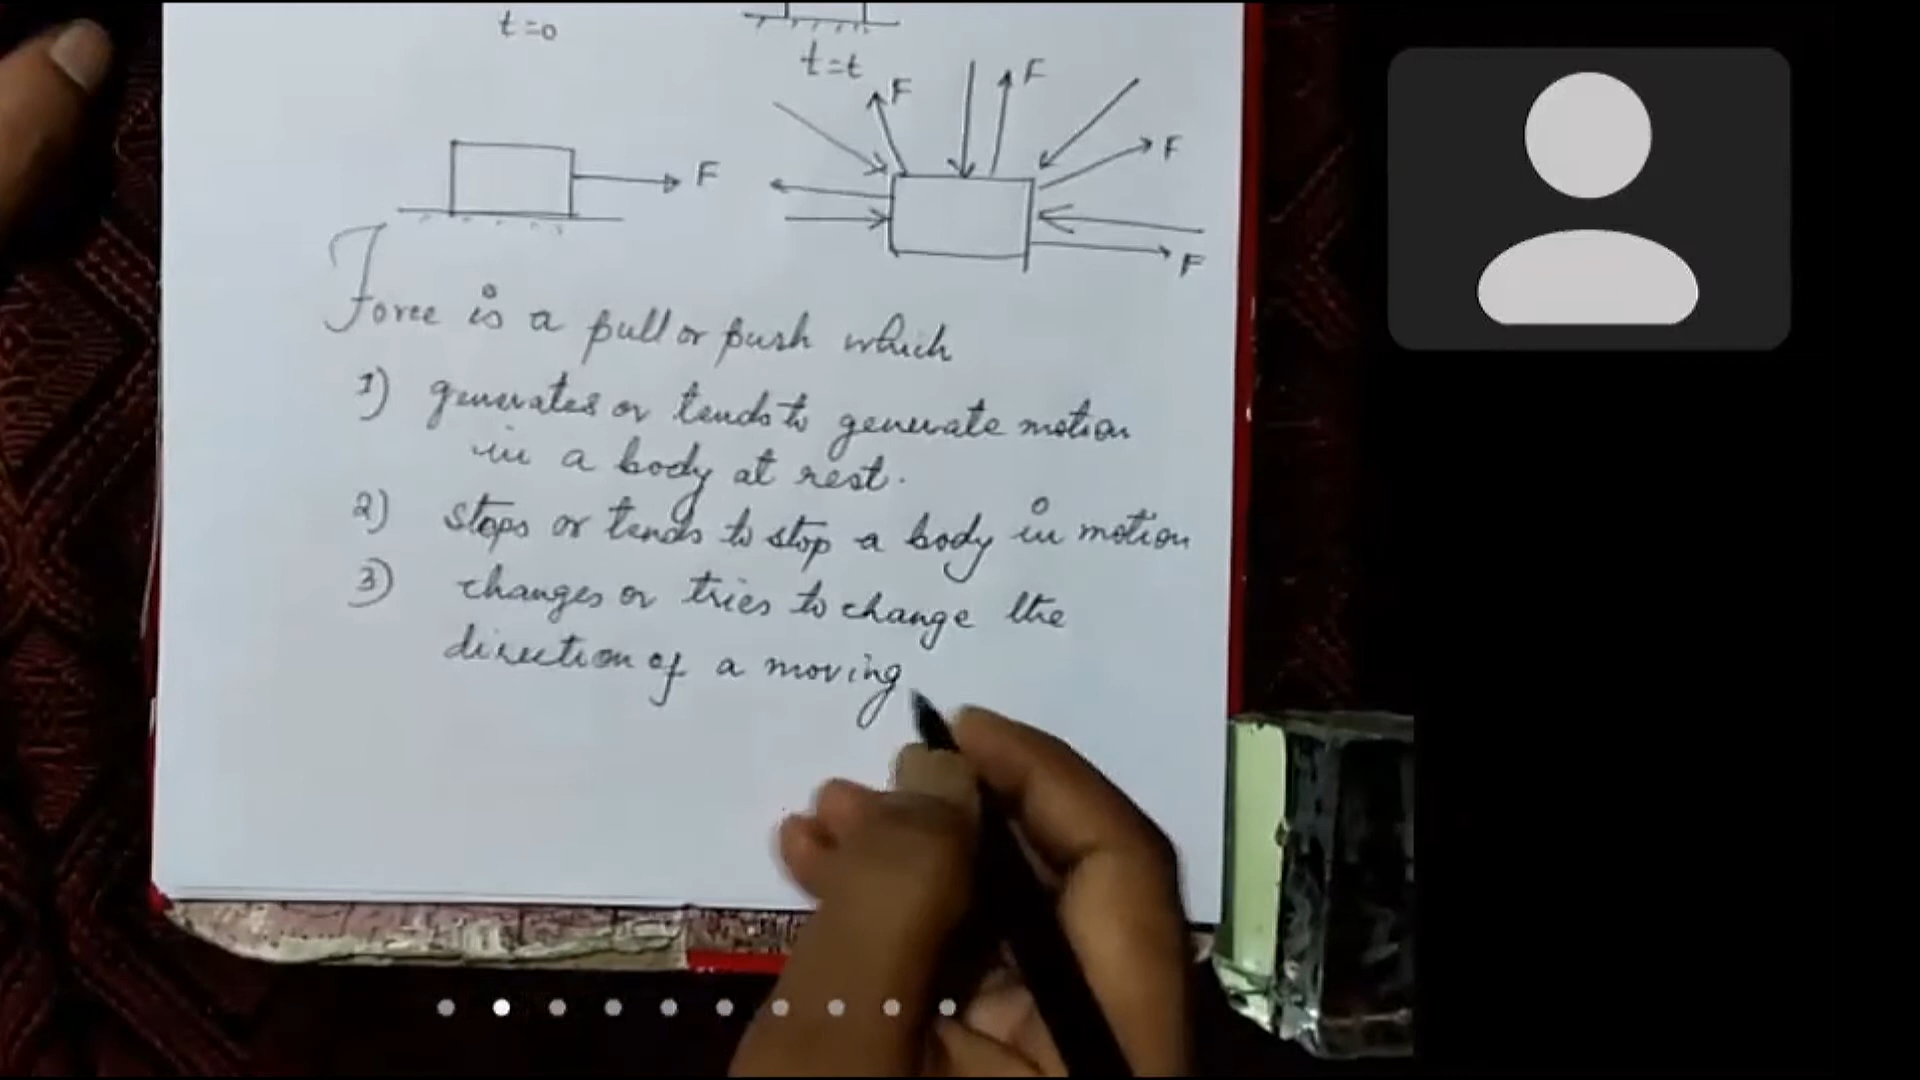 t=0
t=t
F
F
F
F
F
Force is a pull or push which
1) generates or tends to generate motion
in a body at rest.
2) stops or tends to stop a body in motion
3) changes or tries to change the
direction of a moving